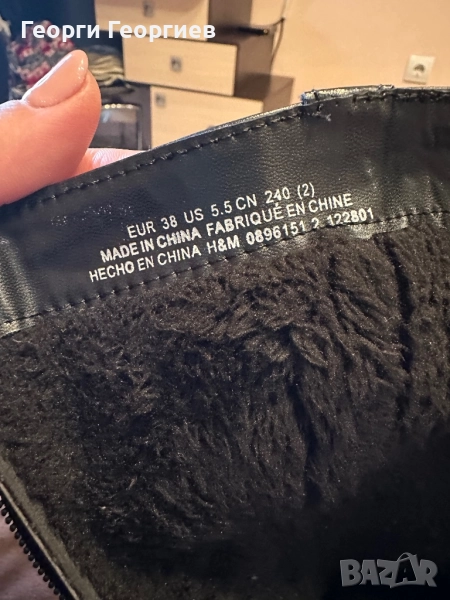 Георги Георгиев
EUR 38 US 5.5 CN 240 (2)
MADE IN CHINA FABRIQUÉ EN CHINE
HECHO EN CHINA H&M 0896151 2 122801
BAZAR